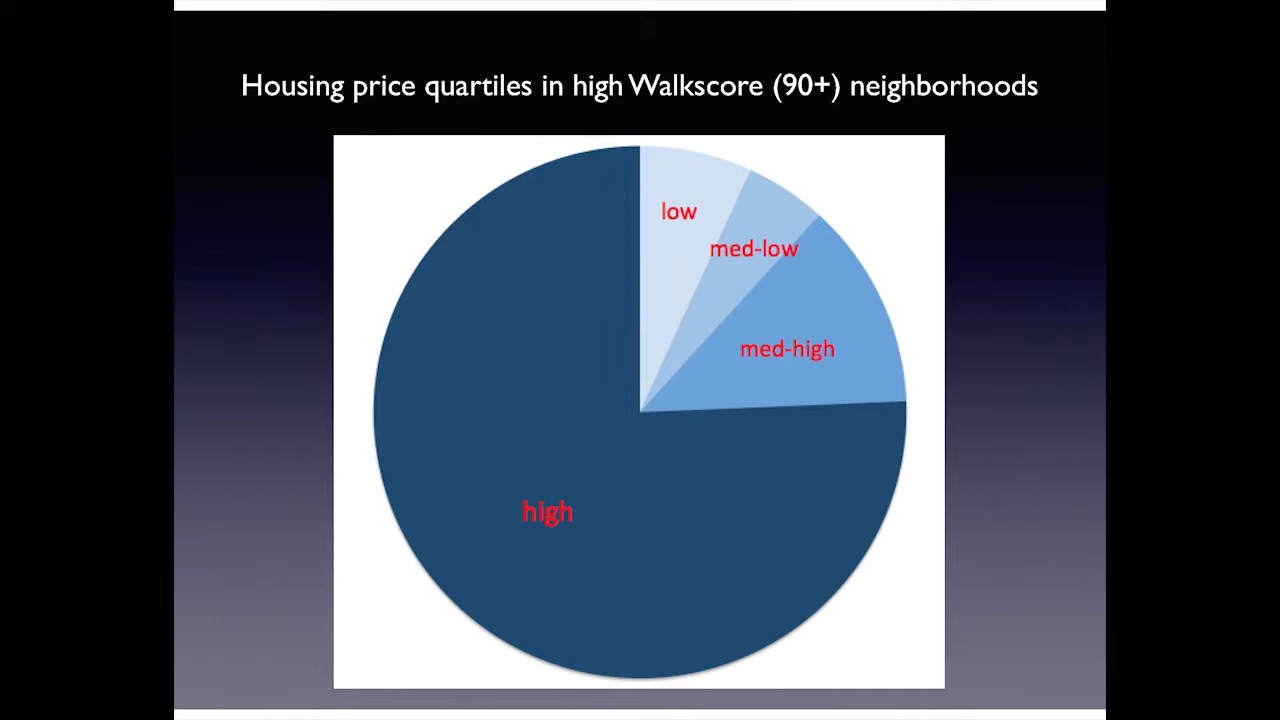 Housing price quartiles in high Walkscore (90+) neighborhoods
low
med-low
med-high
high